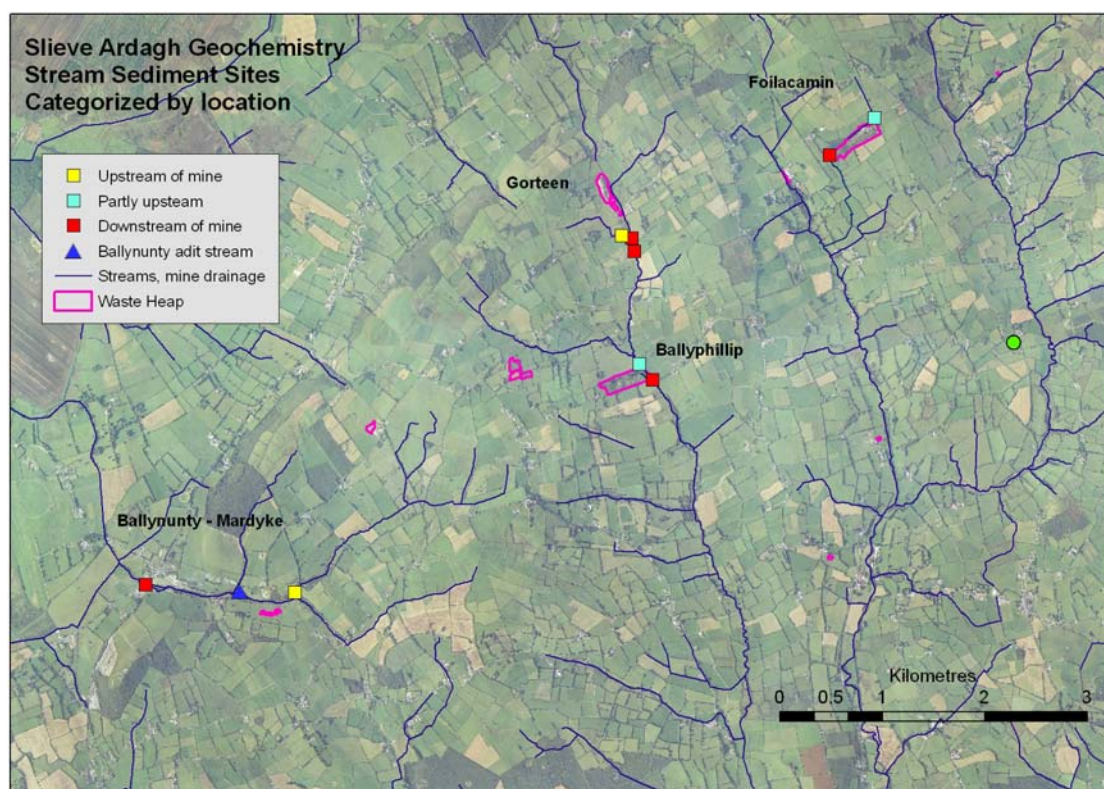 Slieve Ardagh Geochemistry
Stream Sediment Sites
Categorized by location
Foilacamin
Upstream of mine
Partly upsteam
Downstream of mine
Ballynunty adit stream
Streams, mine drainage
Waste Heap
Gorteen
Ballyphillip
Ballynunty - Mardyke
Kilometres
0 0.5 1 2 3